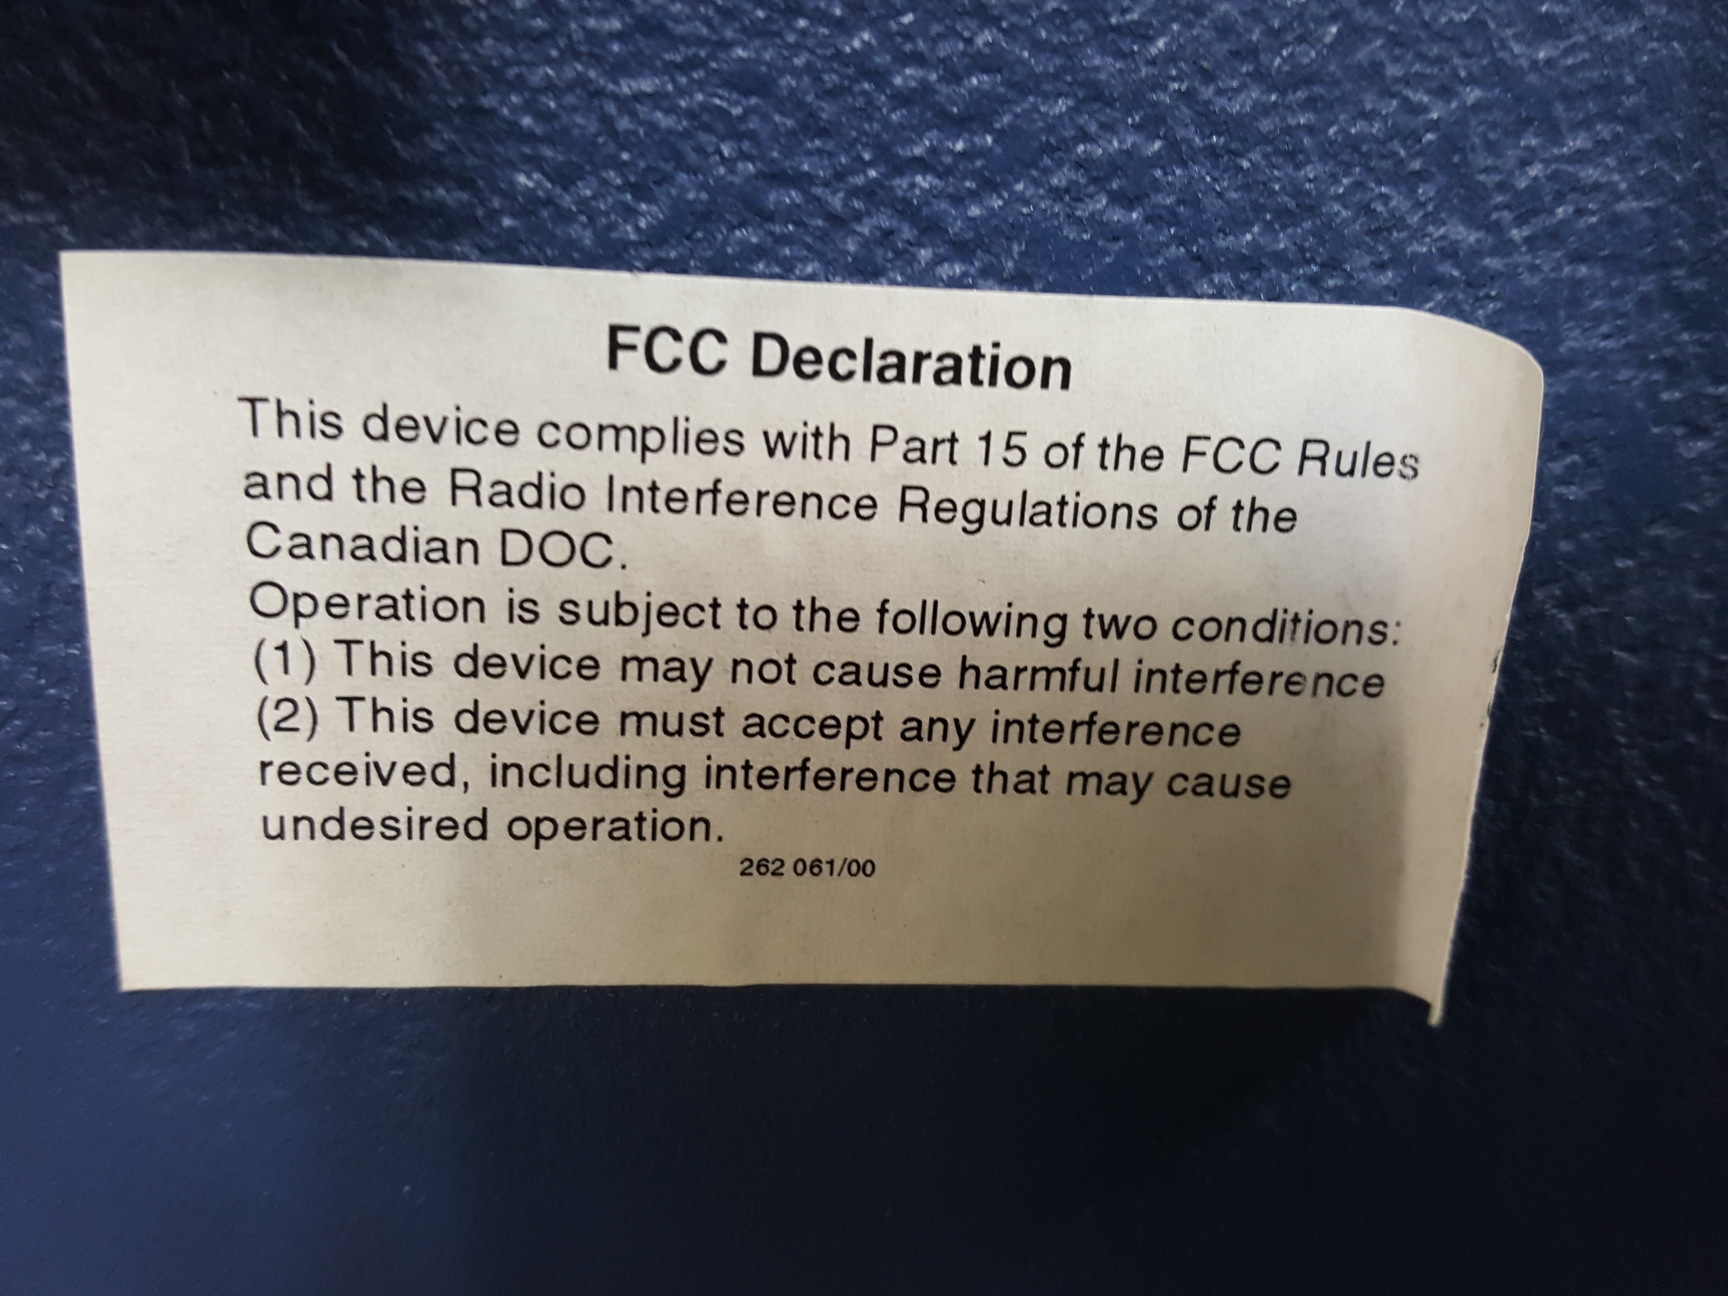 FCC Declaration
This device complies with Part 15 of the FCC Rules
and the Radio Interference Regulations of the
Canadian DOC.
Operation is subject to the following two conditions:
(1) This device may not cause harmful interference
(2) This device must accept any interference
received, including interference that may cause
undesired operation.
262 061/00